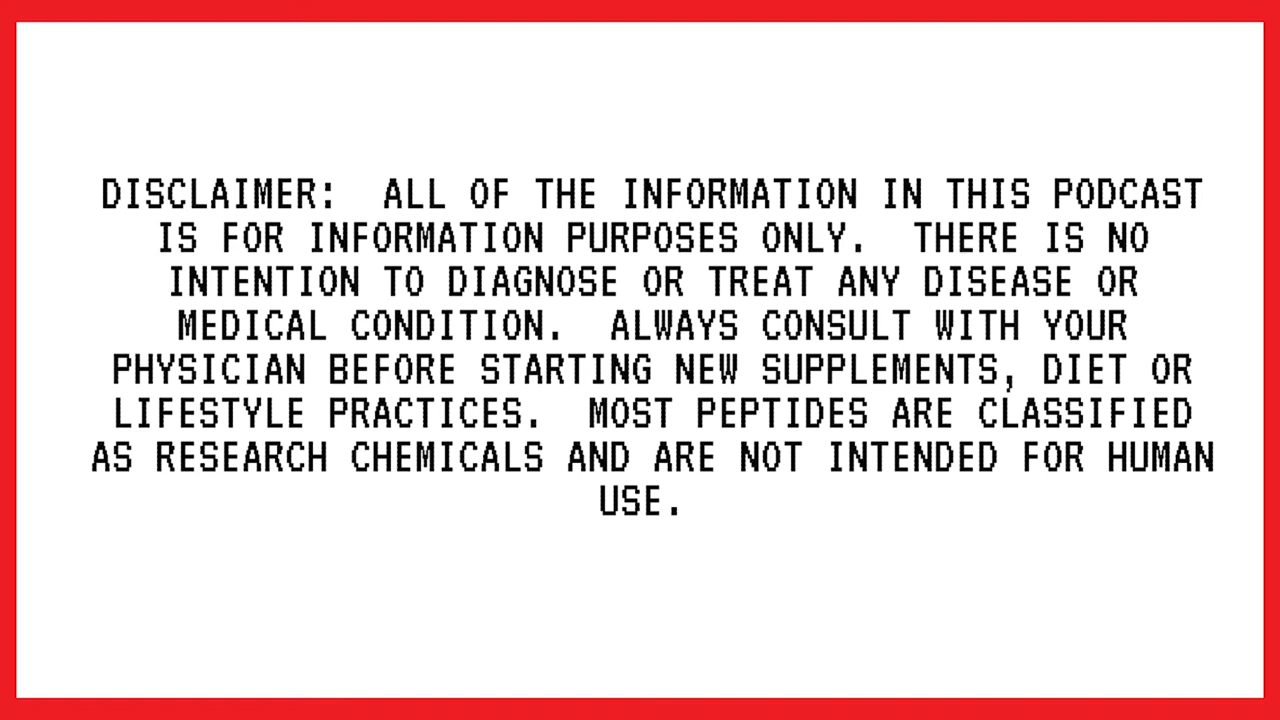 DISCLAIMER:  ALL OF THE INFORMATION IN THIS PODCAST
IS FOR INFORMATION PURPOSES ONLY.  THERE IS NO
INTENTION TO DIAGNOSE OR TREAT ANY DISEASE OR
MEDICAL CONDITION.  ALWAYS CONSULT WITH YOUR
PHYSICIAN BEFORE STARTING NEW SUPPLEMENTS, DIET OR
LIFESTYLE PRACTICES.  MOST PEPTIDES ARE CLASSIFIED
AS RESEARCH CHEMICALS AND ARE NOT INTENDED FOR HUMAN
USE.